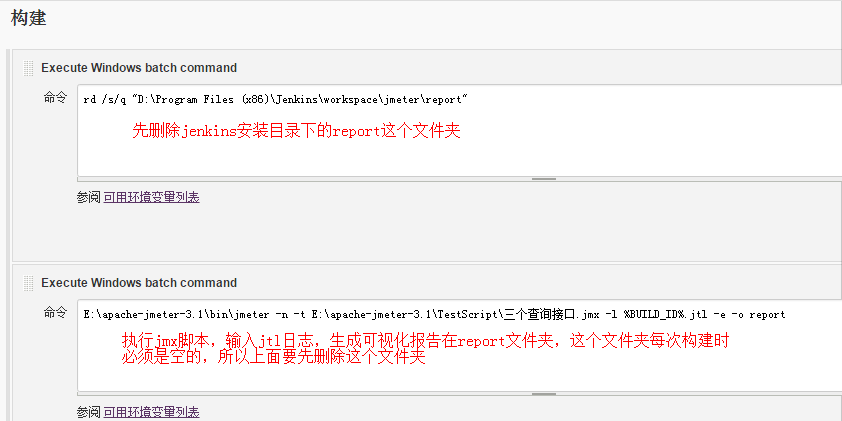 构建
Execute Windows batch command
命令
rd /s/q "D:\Program Files (x86)\Jenkins\workspace\jmeter\report"
先删除jenkins安装目录下的report这个文件夹
参阅 可用环境变量列表
Execute Windows batch command
命令
E:\apache-jmeter-3.1\bin\jmeter -n -t E:\apache-jmeter-3.1\TestScript\三个查询接口.jmx -l %BUILD_ID%.jtl -e -o report
执行jmx脚本，输入jtl日志，生成可视化报告在report文件夹，这个文件夹每次构建时
必须是空的，所以上面要先删除这个文件夹
参阅 可用环境变量列表